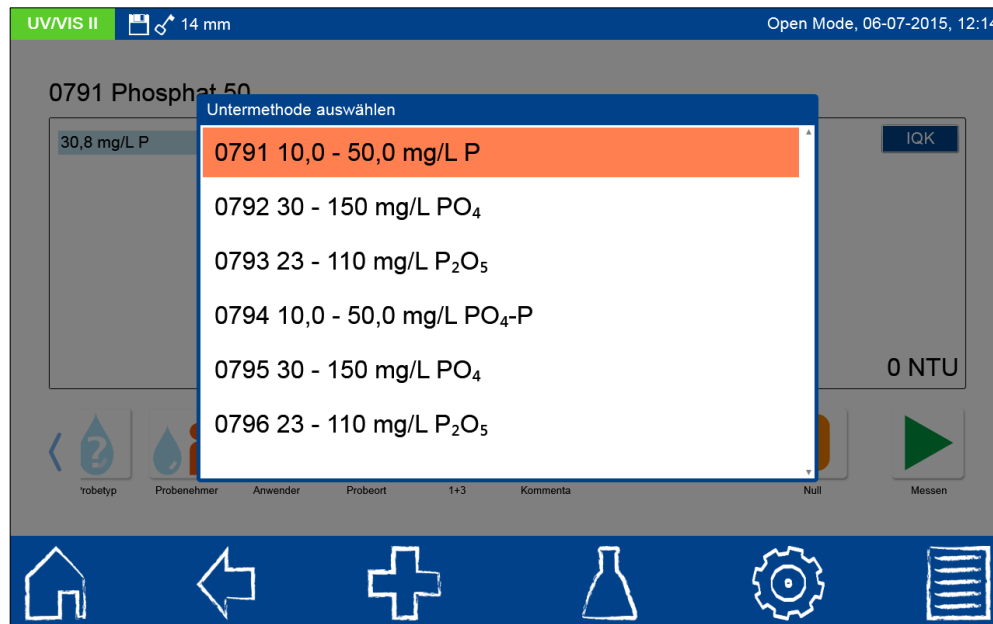 UV/VIS II 14 mm Open Mode, 06-07-2015, 12:14
0791 Phosphat 50
Untermethode auswählen
30,8 mg/L P
IQK
0791 10,0 - 50,0 mg/L P
0792 30 - 150 mg/L PO₄
0793 23 - 110 mg/L P₂O₅
0794 10,0 - 50,0 mg/L PO₄-P
0795 30 - 150 mg/L PO₄
0 NTU
0796 23 - 110 mg/L P₂O₅
?
robetyp Probenehmer Anwender Probeort 1+3 Kommenta Null Messen